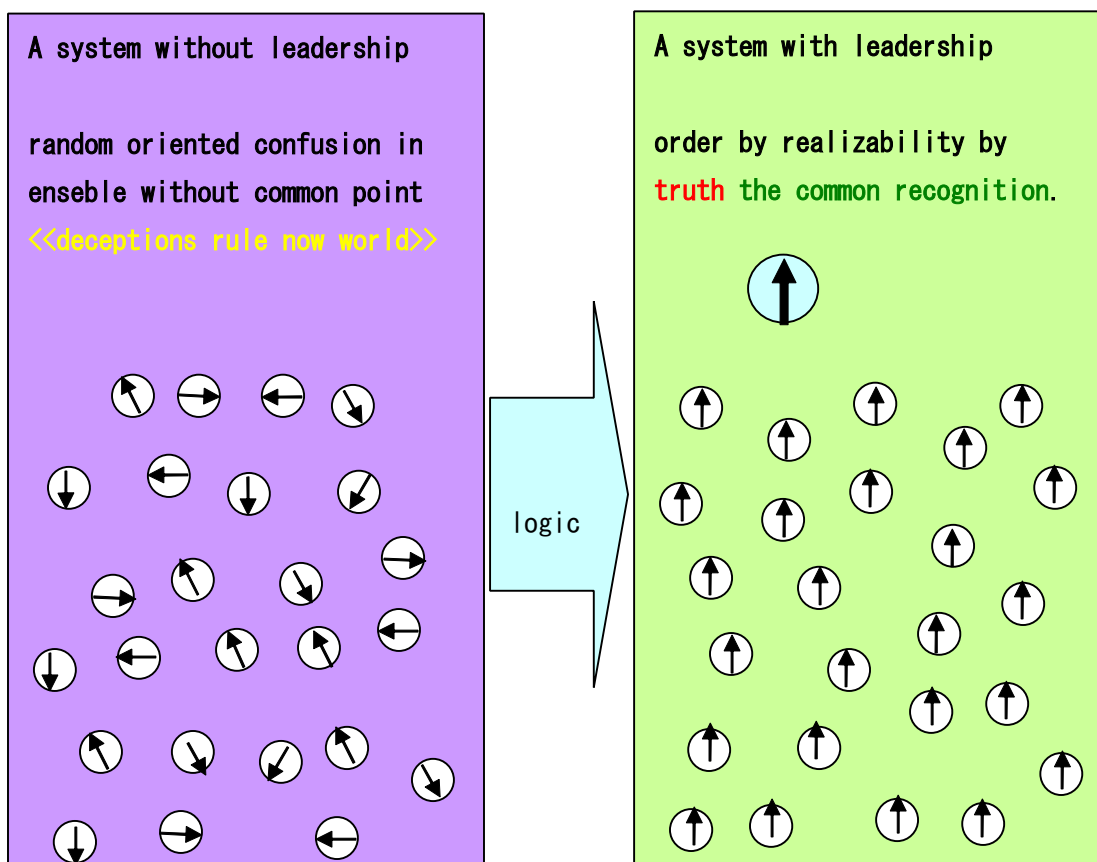 A system without leadership
random oriented confusion in
enseble without common point
<<deceptions rule now world>>
logic
A system with leadership
order by realizability by
truth the common recognition.